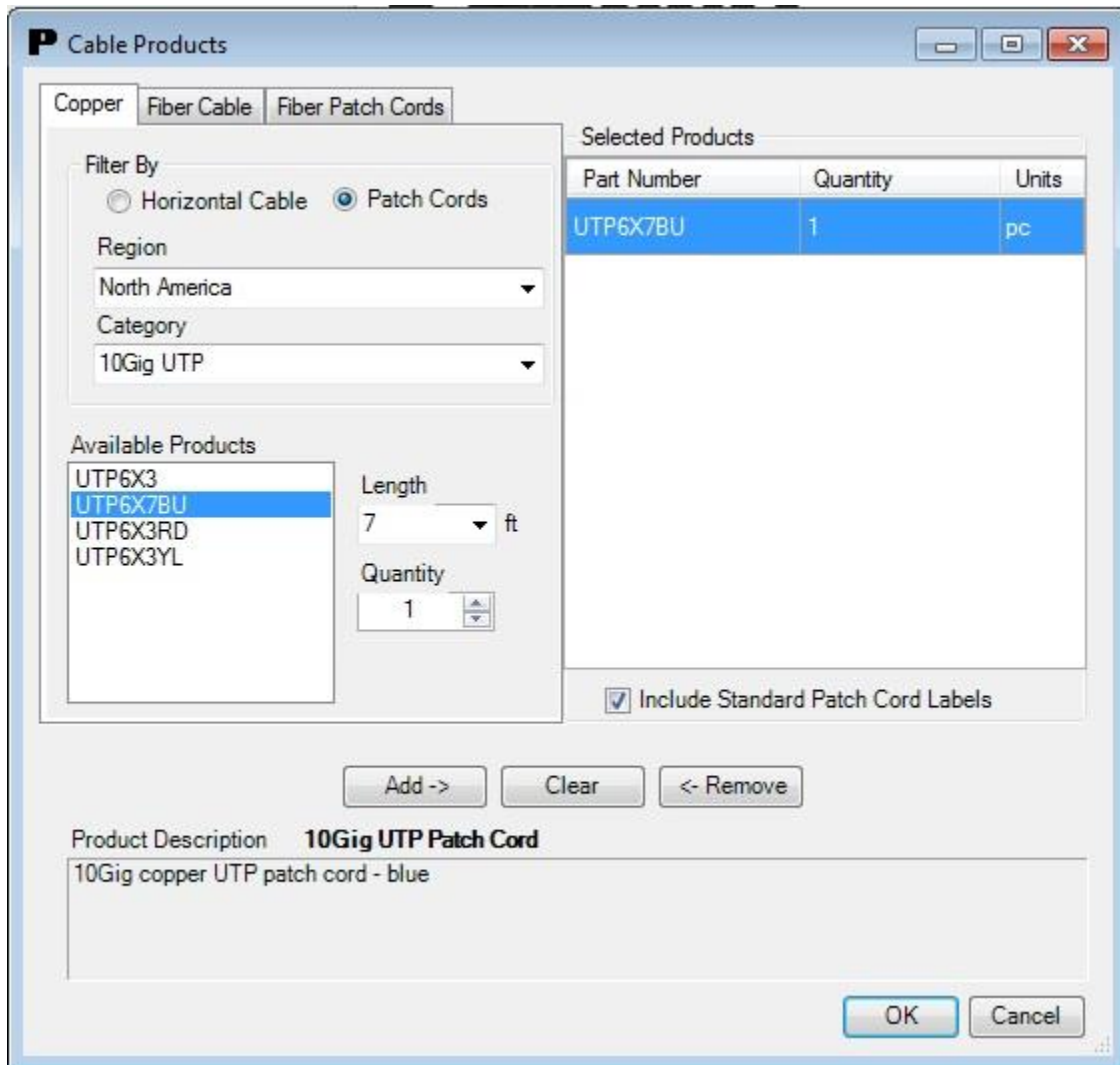 P Cable Products
Copper Fiber Cable Fiber Patch Cords
Filter By
Horizontal Cable Patch Cords
Region
North America
Category
10Gig UTP
Available Products
UTP6X3
UTP6X7BU
UTP6X3RD
UTP6X3YL
Length
7 ft
Quantity
1
Selected Products
Part Number Quantity Units
UTP6X7BU 1 pc
Include Standard Patch Cord Labels
Add -> Clear <- Remove
Product Description 10Gig UTP Patch Cord
10Gig copper UTP patch cord - blue
OK Cancel